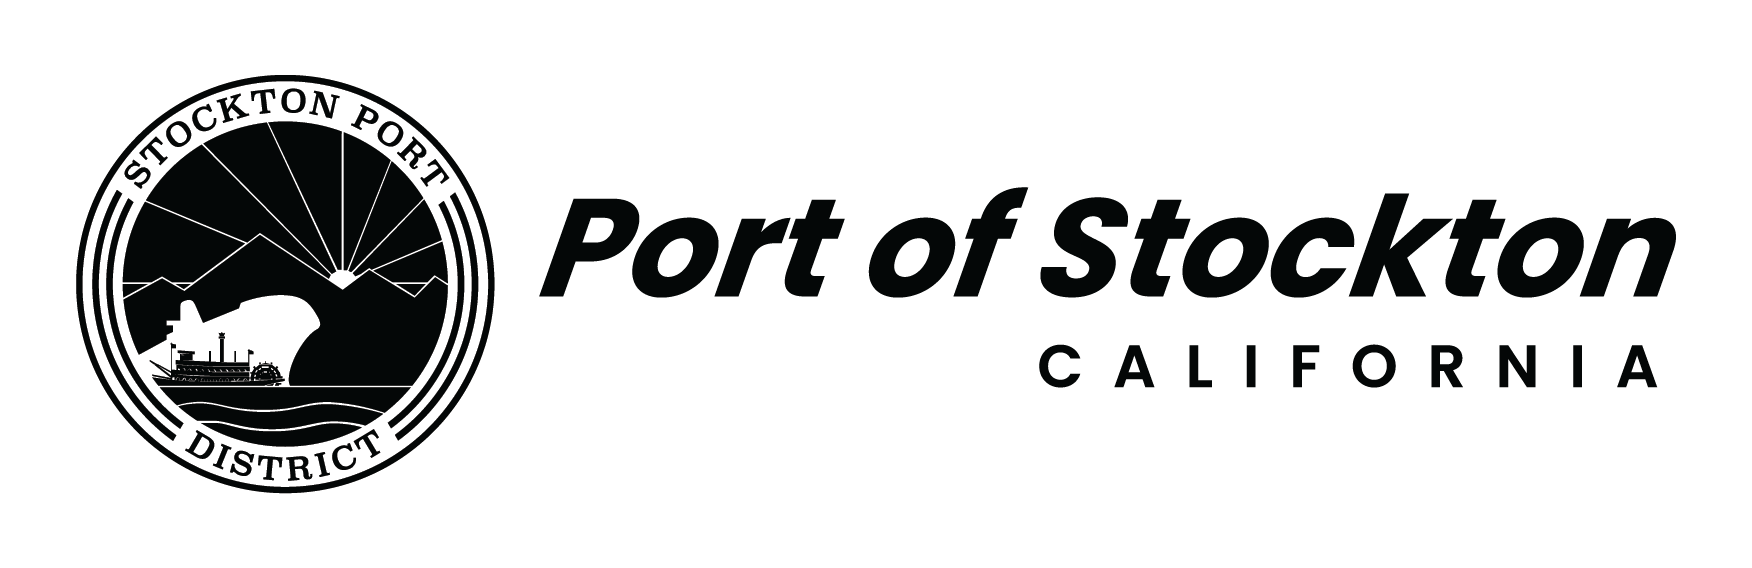 STOCKTON PORT
DISTRICT
Port of Stockton
CALIFORNIA